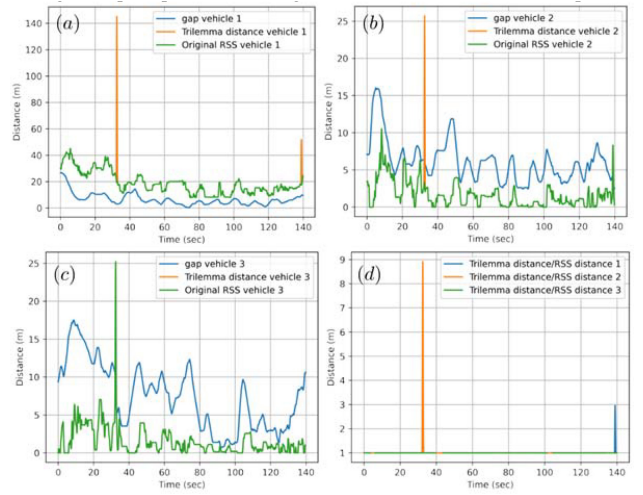 (a)
gap vehicle 1
Trilemma distance vehicle 1
Original RSS vehicle 1
Distance (m)
140
120
100
80
60
40
20
0
0 20 40 60 80 100 120 140
Time (sec)
(b)
gap vehicle 2
Trilemma distance vehicle 2
Original RSS vehicle 2
Distance (m)
25
20
15
10
5
0
0 20 40 60 80 100 120 140
Time (sec)
(c)
gap vehicle 3
Trilemma distance vehicle 3
Original RSS vehicle 3
Distance (m)
25
20
15
10
5
0
0 20 40 60 80 100 120 140
Time (sec)
(d)
Trilemma distance/RSS distance 1
Trilemma distance/RSS distance 2
Trilemma distance/RSS distance 3
Distance (m)
9
8
7
6
5
4
3
2
1
0 20 40 60 80 100 120 140
Time (sec)